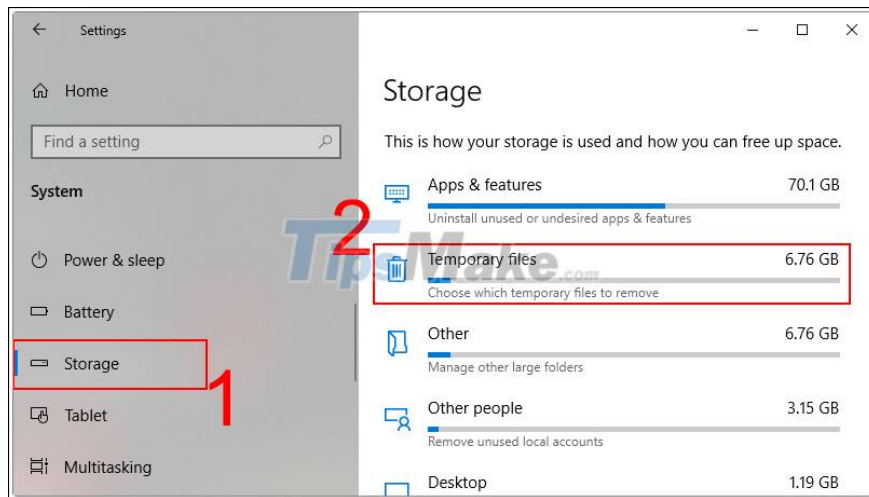 Settings
Home
Find a setting
System
Power & sleep
Battery
Storage
Tablet
Multitasking
1
Storage
This is how your storage is used and how you can free up space.
Apps & features 70.1 GB
Uninstall unused or undesired apps & features
2
TipsMake.com
Temporary files 6.76 GB
Choose which temporary files to remove
Other 6.76 GB
Manage other large folders
Other people 3.15 GB
Remove unused local accounts
Desktop 1.19 GB